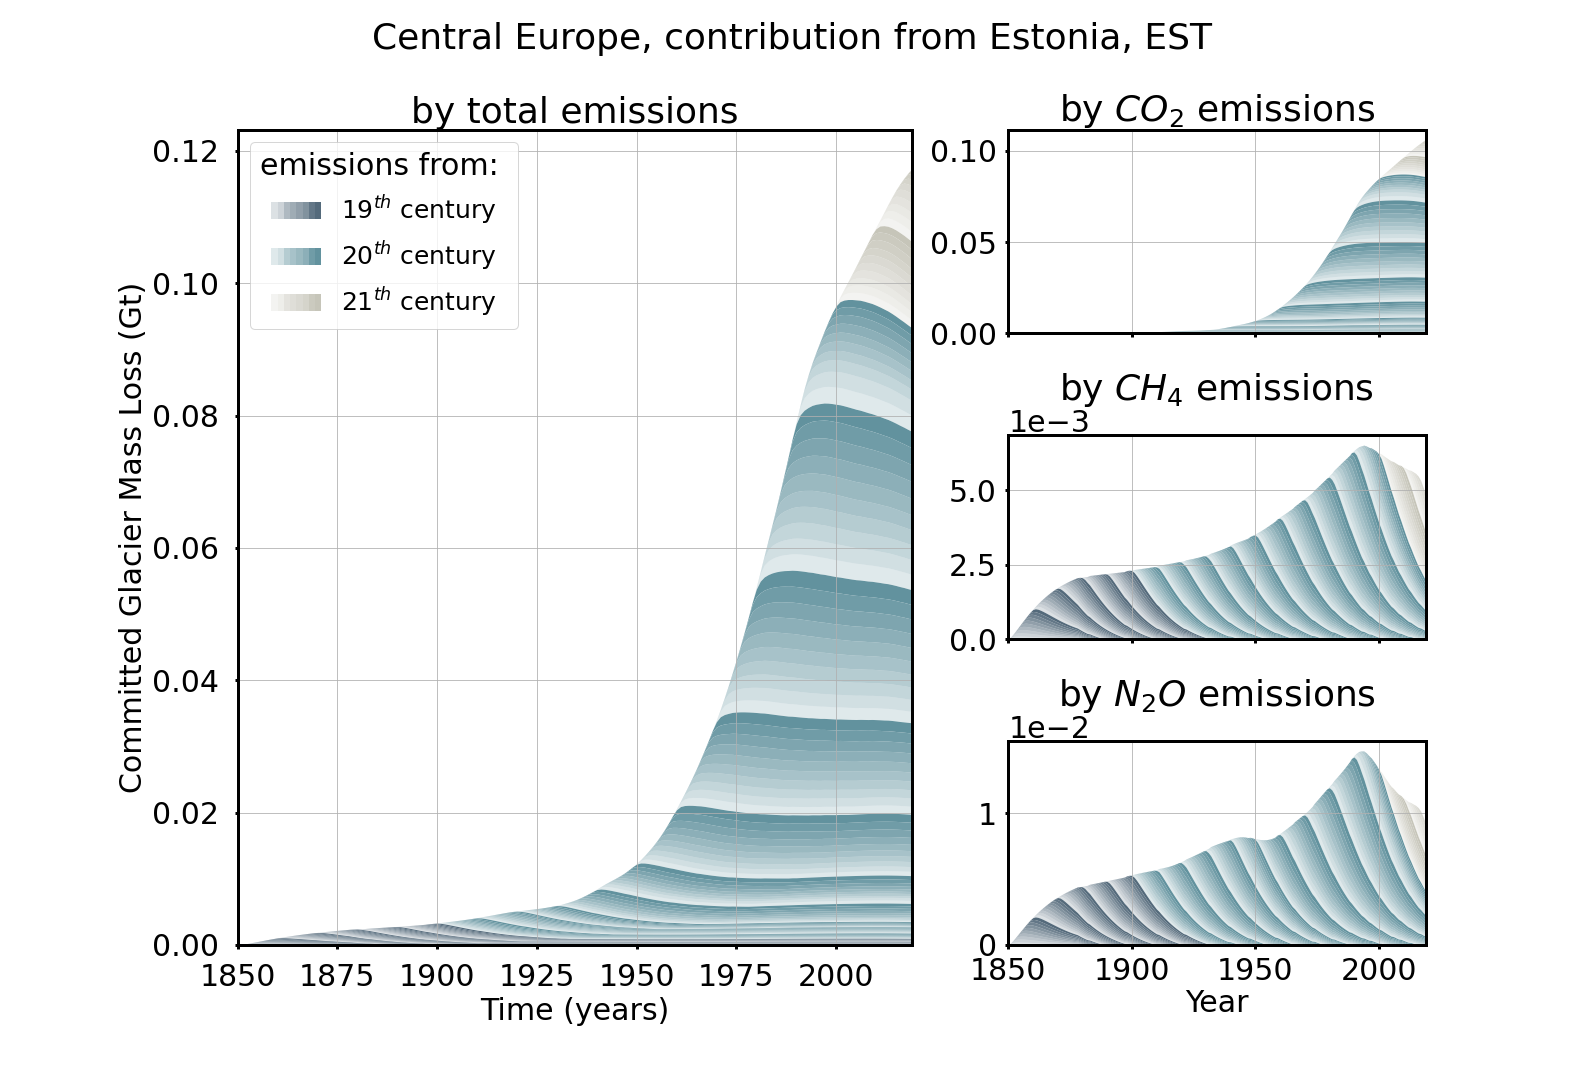 Central Europe, contribution from Estonia, EST
by total emissions
Committed Glacier Mass Loss (Gt)
0.12
0.10
0.08
0.06
0.04
0.02
0.00
emissions from:
19th century
20th century
21th century
1850 1875 1900 1925 1950 1975 2000
Time (years)
by CO2 emissions
0.10
0.05
0.00
by CH4 emissions
1e−3
5.0
2.5
0.0
by N2O emissions
1e−2
1
0
1850 1900 1950 2000
Year